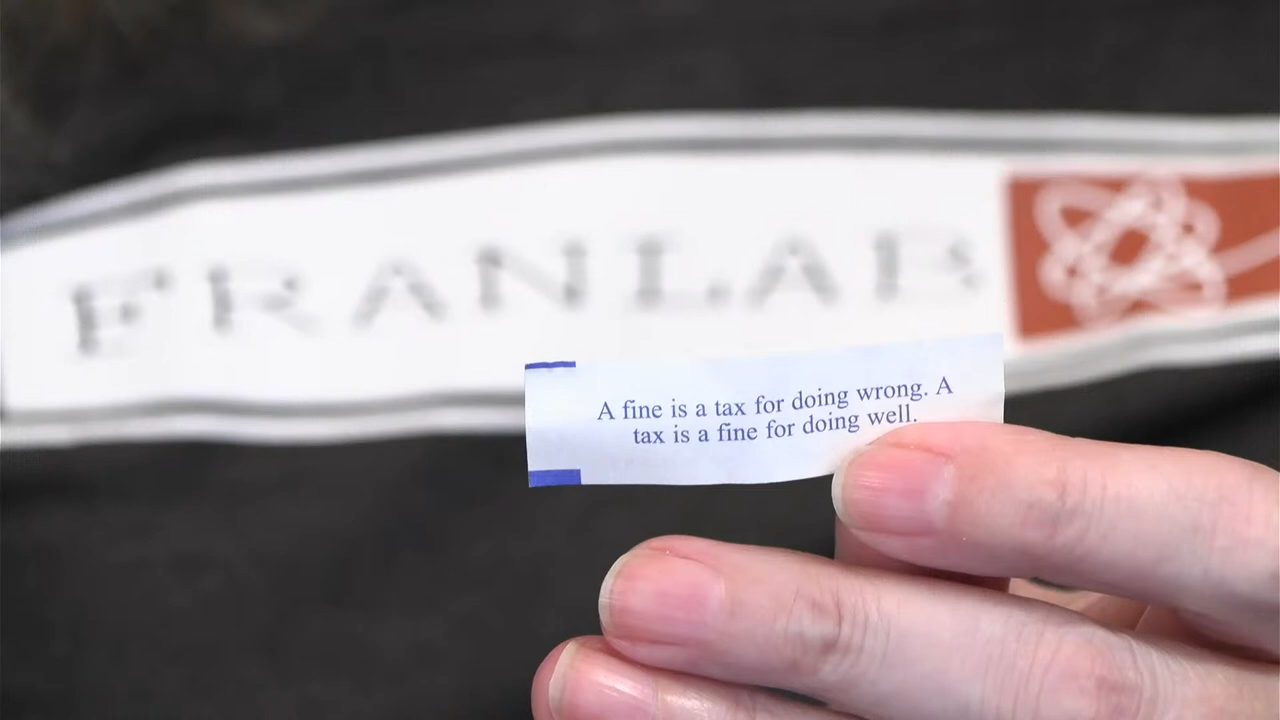 FRANLAB
A fine is a tax for doing wrong. A
tax is a fine for doing well.